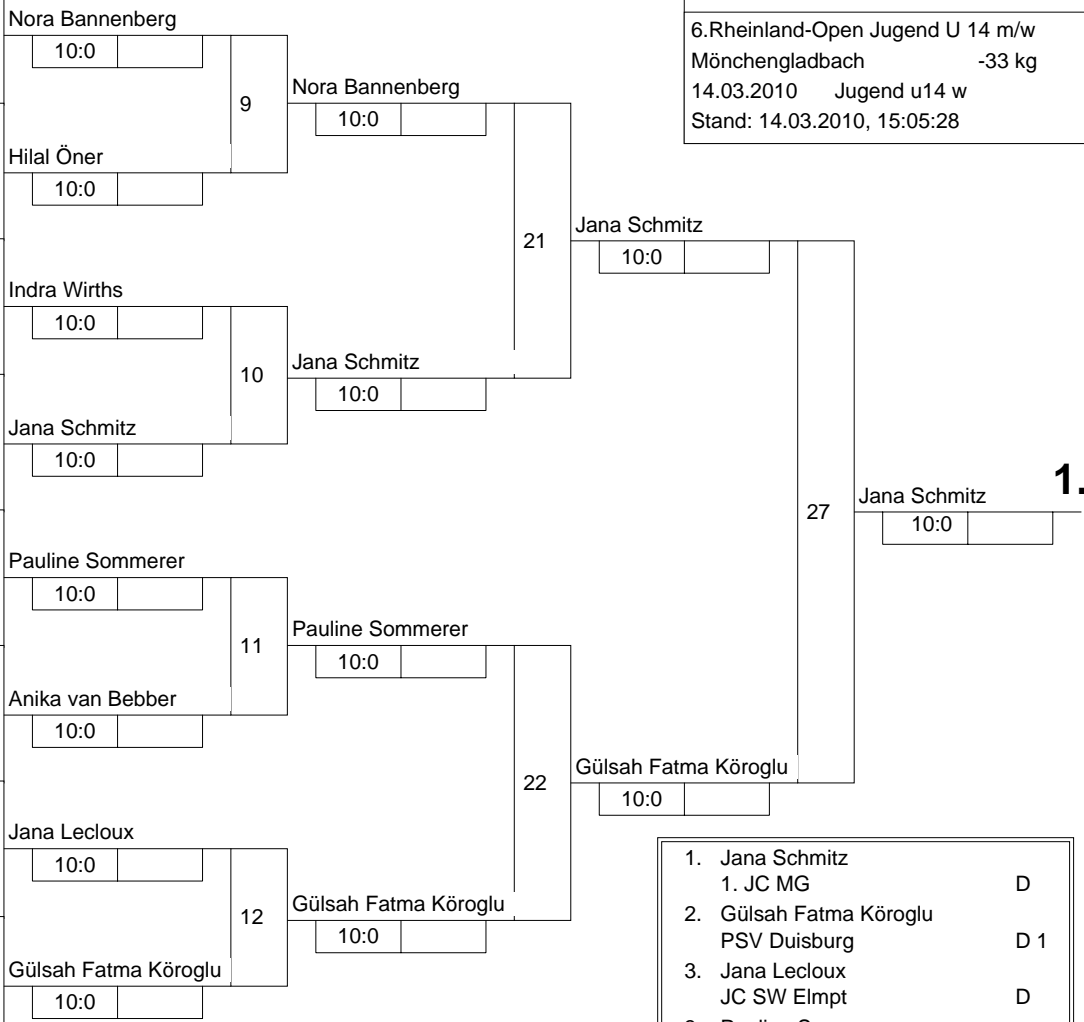 Nora Bannenberg
10:0
9
Hilal Öner
10:0
Indra Wirths
10:0
10
Jana Schmitz
10:0
Pauline Sommerer
10:0
11
Anika van Bebber
10:0
Jana Lecloux
10:0
12
Gülsah Fatma Köroglu
10:0
Nora Bannenberg
10:0
21
Jana Schmitz
10:0
Pauline Sommerer
10:0
22
Gülsah Fatma Köroglu
10:0
Jana Schmitz
10:0
27
Gülsah Fatma Köroglu
10:0
Jana Schmitz 1.
10:0
6.Rheinland-Open Jugend U 14 m/w
Mönchengladbach -33 kg
14.03.2010 Jugend u14 w
Stand: 14.03.2010, 15:05:28
1. Jana Schmitz
1. JC MG D
2. Gülsah Fatma Köroglu
PSV Duisburg D 1
3. Jana Lecloux
JC SW Elmpt D